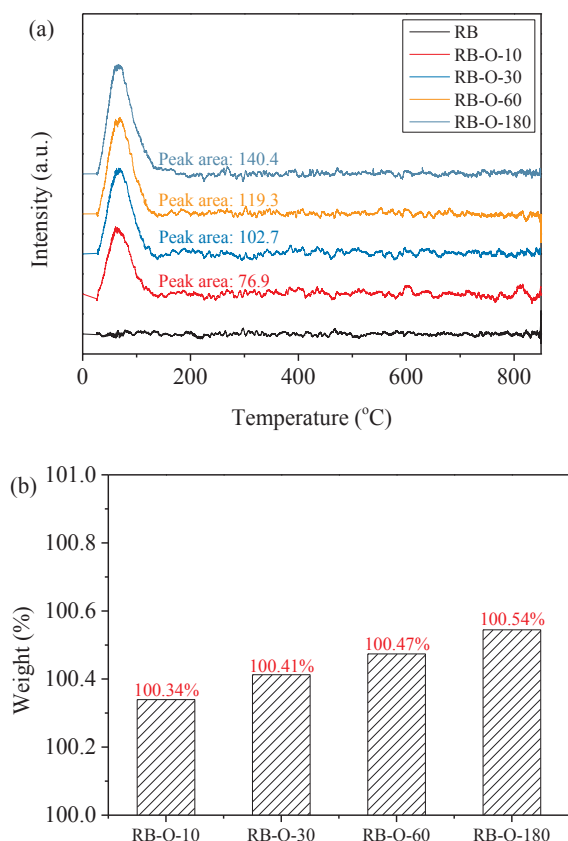 (a)
RB
RB-O-10
RB-O-30
RB-O-60
RB-O-180
Peak area: 140.4
Peak area: 119.3
Peak area: 102.7
Peak area: 76.9
Intensity (a.u.)
0 200 400 600 800
Temperature (°C)
(b)
101.0
100.8
100.6
100.4
100.2
100.0
Weight (%)
100.34%
100.41%
100.47%
100.54%
RB-O-10 RB-O-30 RB-O-60 RB-O-180